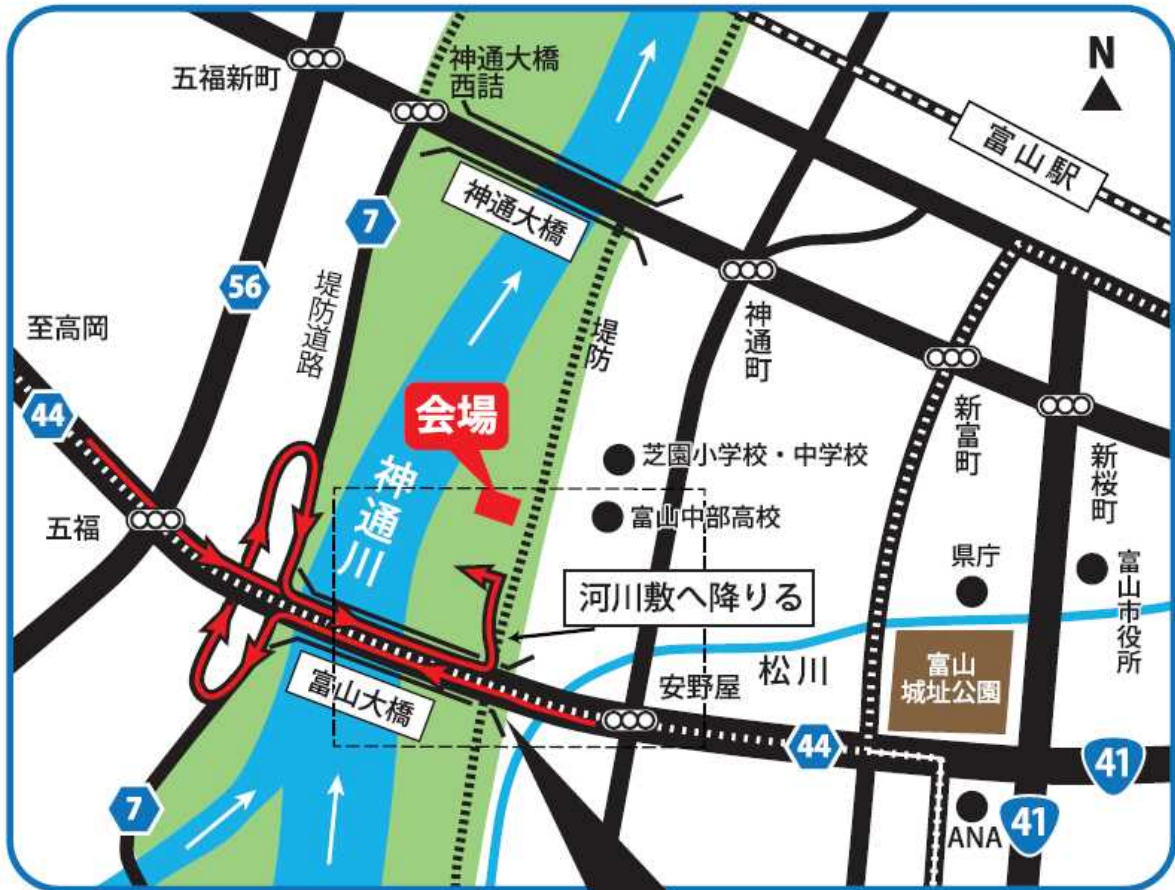 五福新町
神通大橋
西詰
N
富山駅
神通大橋
7
56
堤防道路
至高岡
44
堤防
神通町
会場
新富町
新桜町
芝園小学校・中学校
富山中部高校
神通川
五福
県庁
富山市役所
河川敷へ降りる
松川
安野屋
富山
城址公園
富山大橋
44
41
7
ANA
41